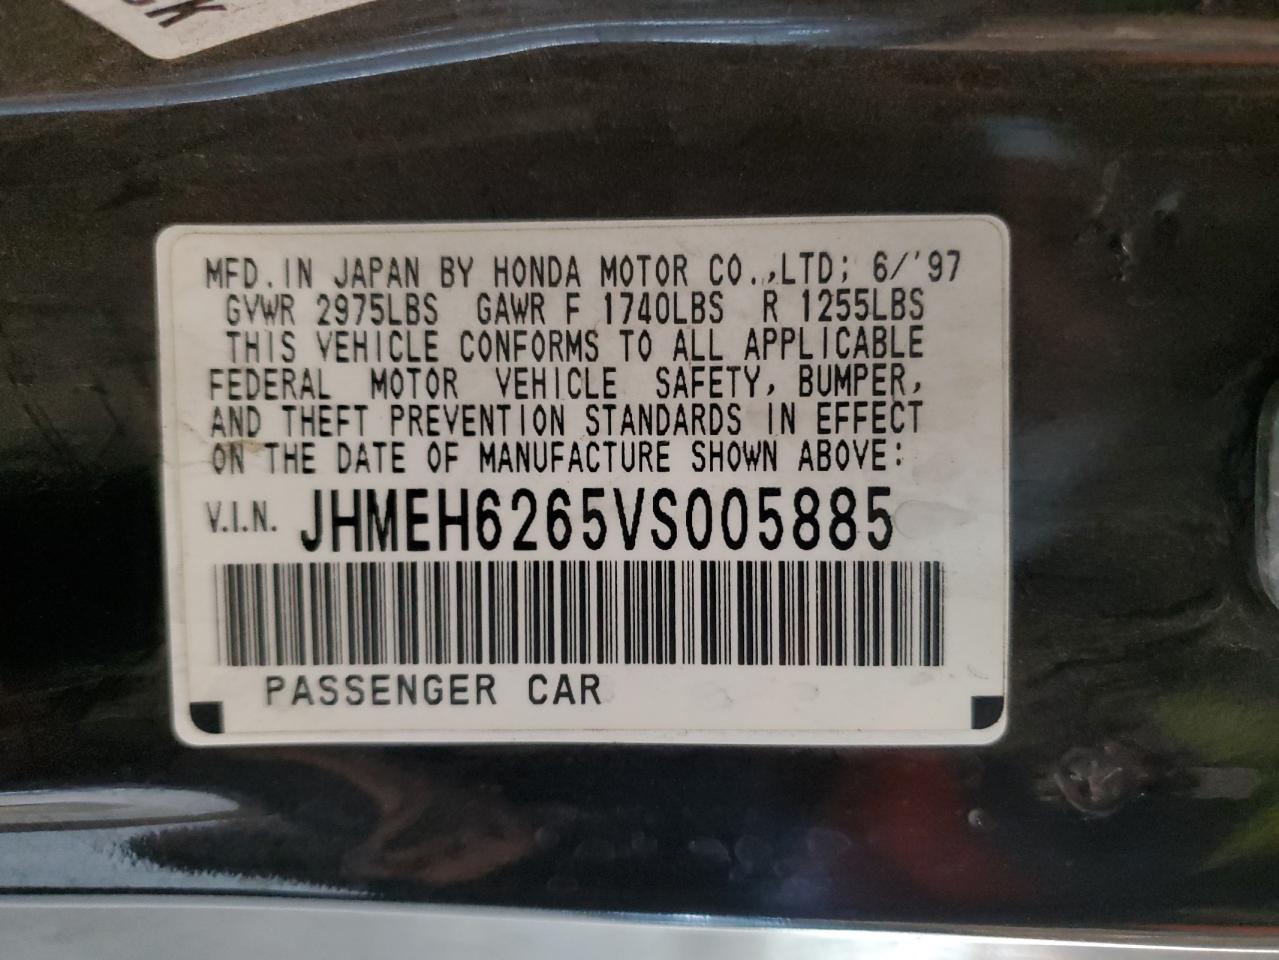 MFD. IN JAPAN BY HONDA MOTOR CO.,LTD; 6/'97
GVWR 2975LBS GAWR F 1740LBS R 1255LBS
THIS VEHICLE CONFORMS TO ALL APPLICABLE
FEDERAL MOTOR VEHICLE SAFETY, BUMPER,
AND THEFT PREVENTION STANDARDS IN EFFECT
ON THE DATE OF MANUFACTURE SHOWN ABOVE:
V.I.N. JHMEH6265VS005885
PASSENGER CAR